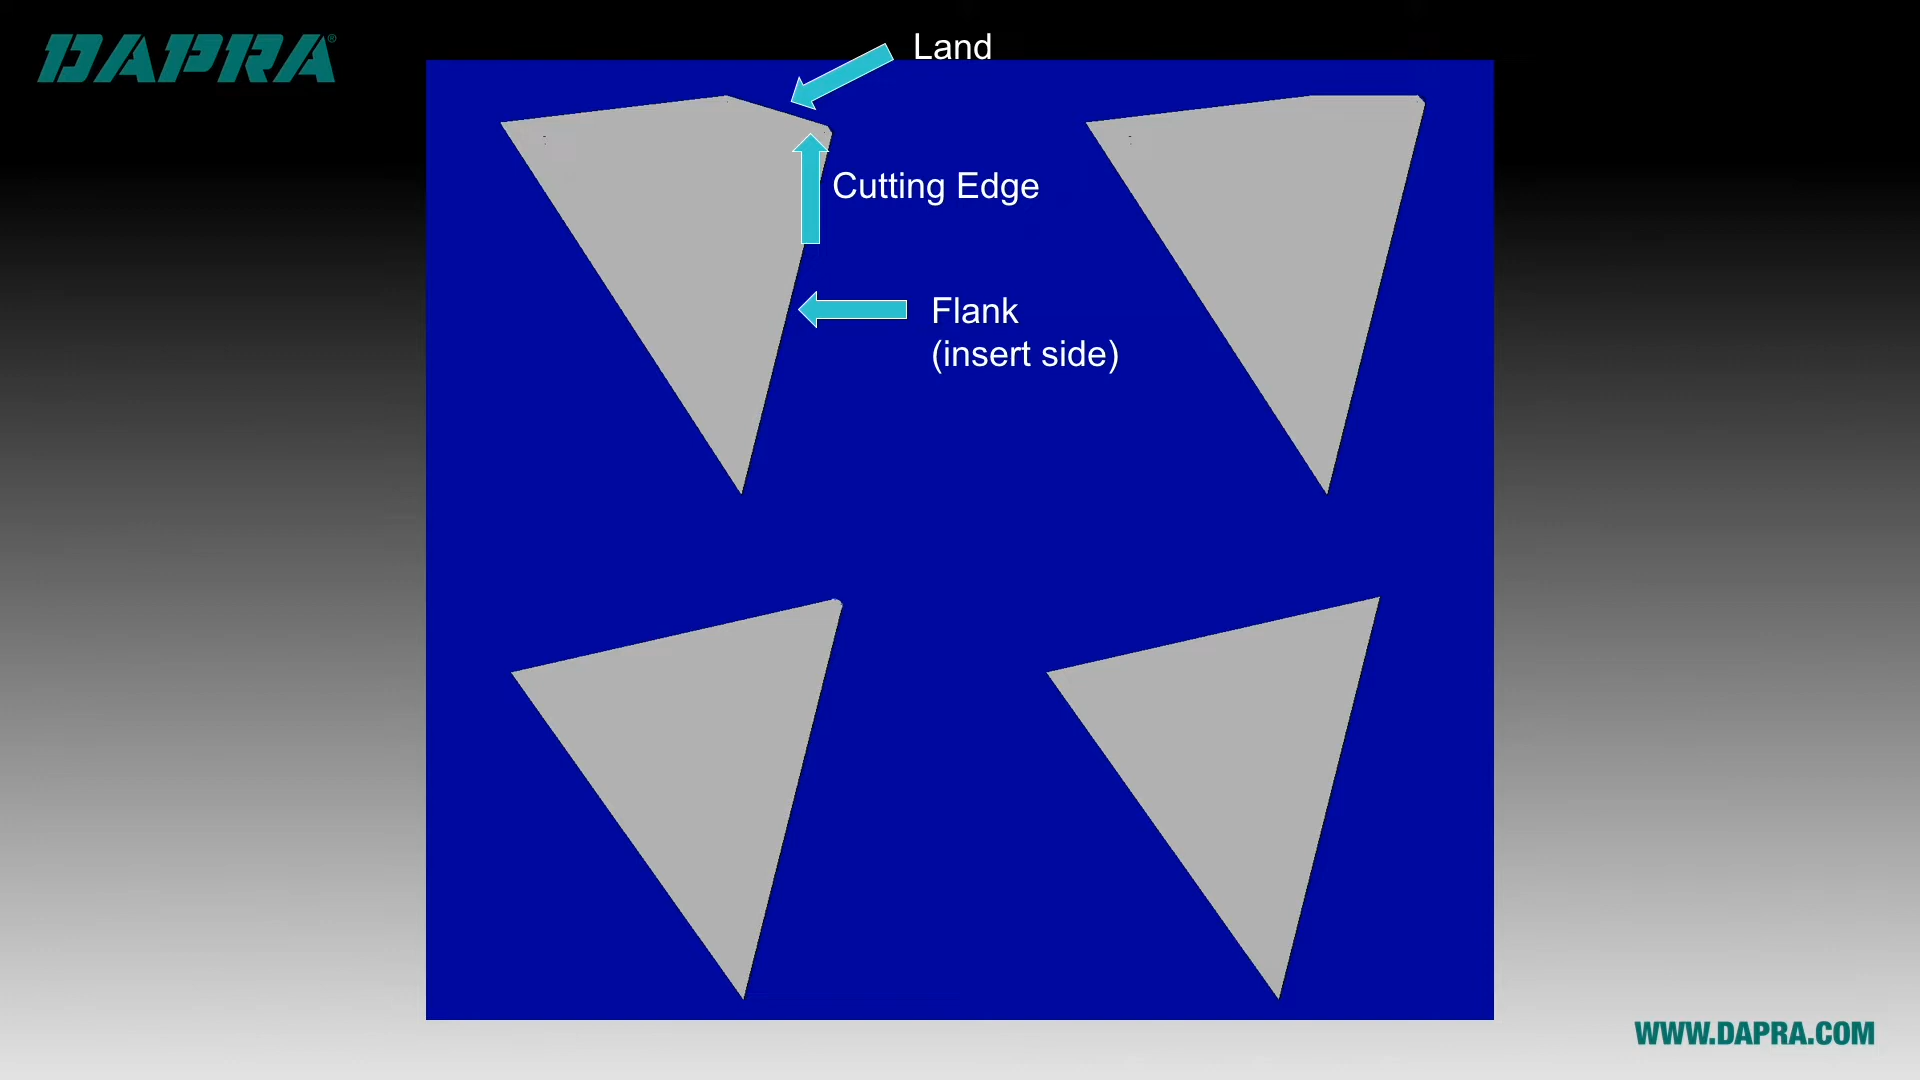 DAPRA®
Land
Cutting Edge
Flank
(insert side)
WWW.DAPRA.COM